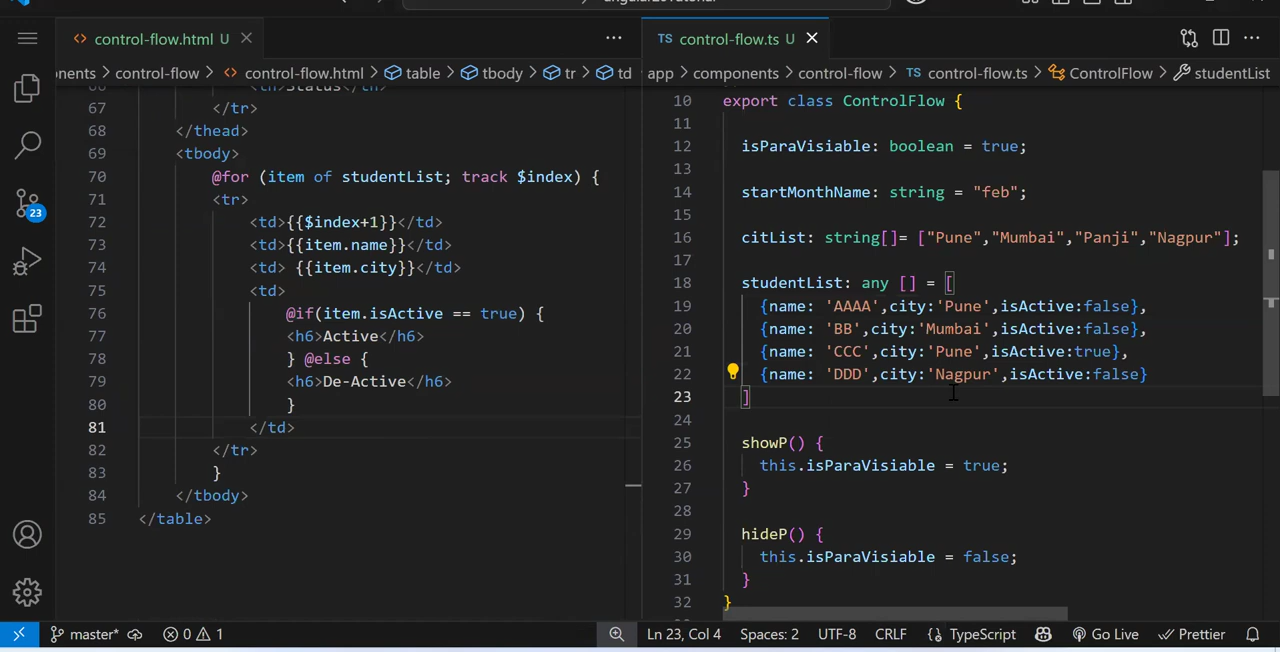 control-flow.html U
TS control-flow.ts U
nents > control-flow > control-flow.html > table > tbody > tr > td
app > components > control-flow > TS control-flow.ts > ControlFlow > studentList
67 </tr>
68 </thead>
69 <tbody>
70 @for (item of studentList; track $index) {
71 <tr>
72 <td>{{$index+1}}</td>
73 <td>{{item.name}}</td>
74 <td> {{item.city}}</td>
75 <td>
76 @if(item.isActive == true) {
77 <h6>Active</h6>
78 } @else {
79 <h6>De-Active</h6>
80 }
81 </td>
82 </tr>
83 }
84 </tbody>
85 </table>
10 export class ControlFlow {
11
12 isParaVisiable: boolean = true;
13
14 startMonthName: string = "feb";
15
16 citList: string[]= ["Pune","Mumbai","Panji","Nagpur"];
17
18 studentList: any [] = [
19 {name: 'AAAA',city:'Pune',isActive:false},
20 {name: 'BB',city:'Mumbai',isActive:false},
21 {name: 'CCC',city:'Pune',isActive:true},
22 {name: 'DDD',city:'Nagpur',isActive:false}
23 ]
24
25 showP() {
26 this.isParaVisiable = true;
27 }
28
29 hideP() {
30 this.isParaVisiable = false;
31 }
32 }
23
master* 0 1 Ln 23, Col 4 Spaces: 2 UTF-8 CRLF TypeScript Go Live Prettier